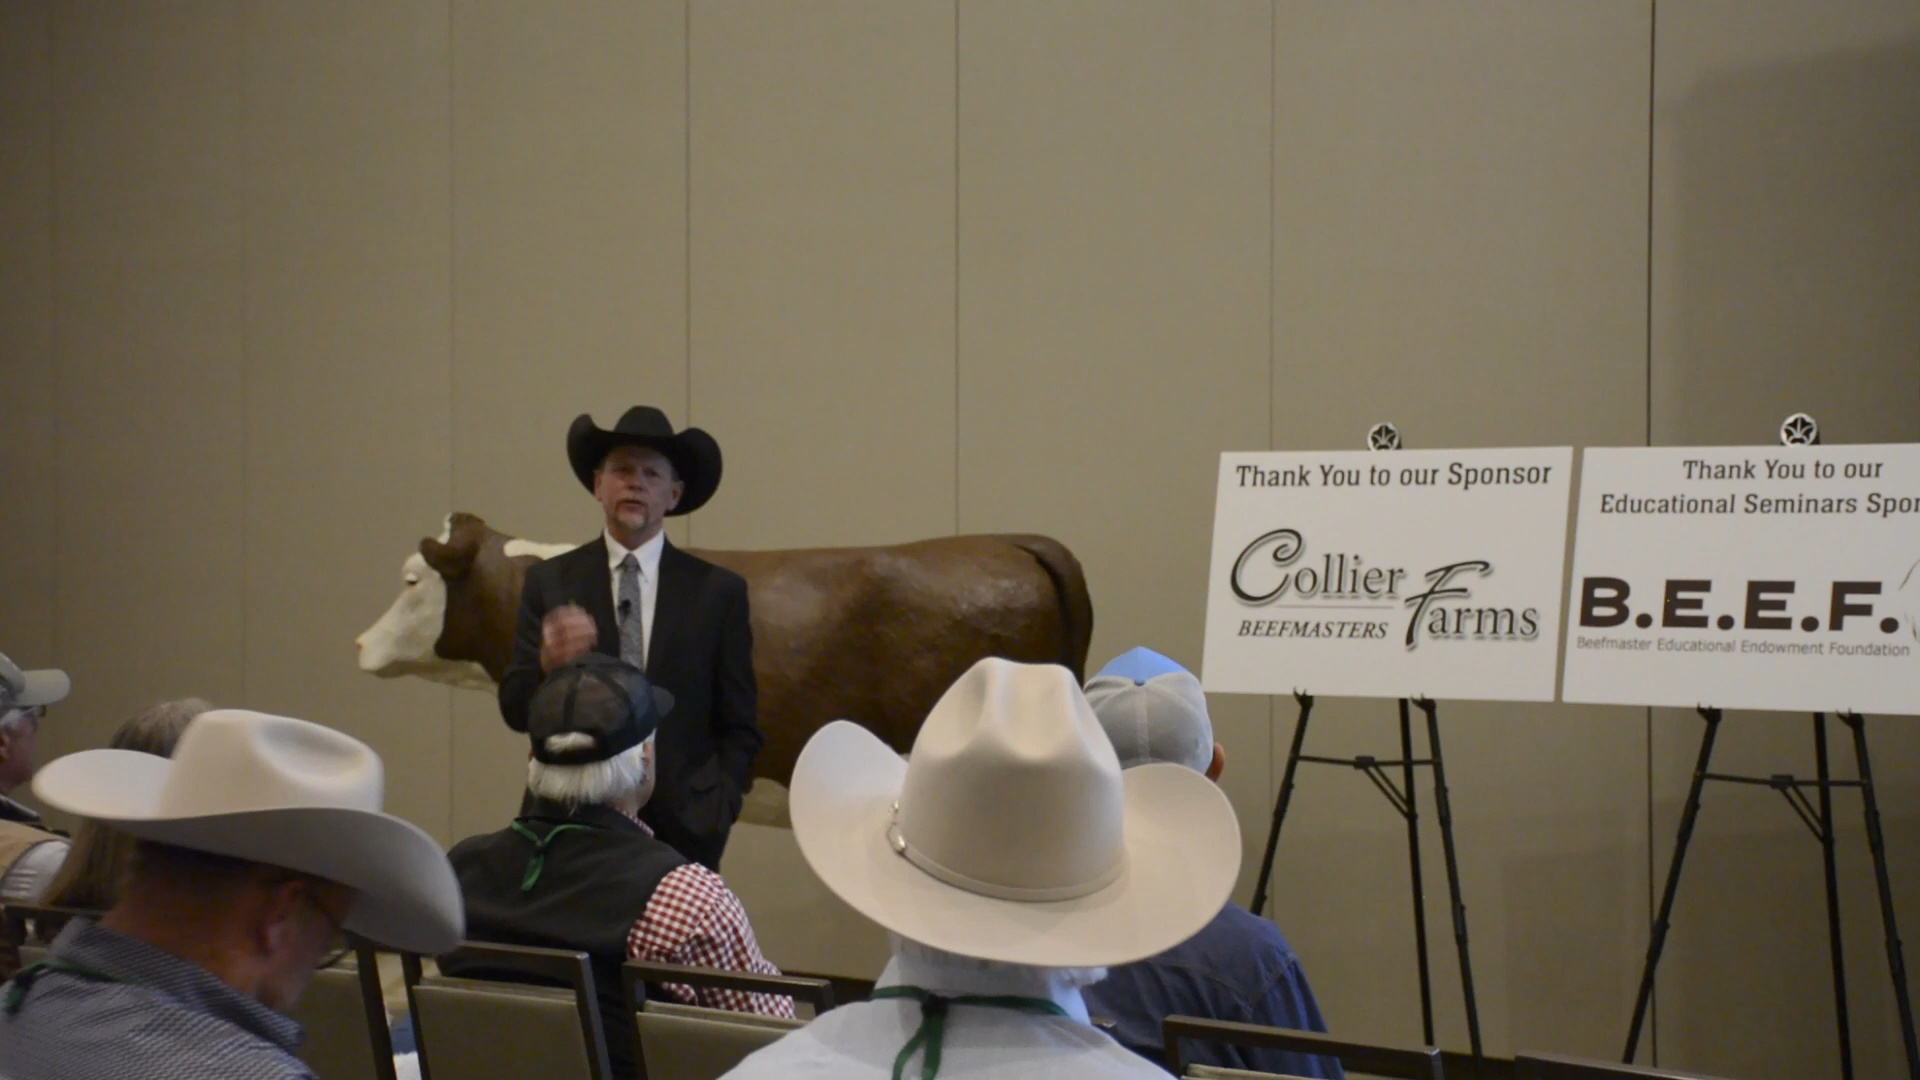 Thank You to our Sponsor
Collier Farms
BEEFMASTERS
Thank You to our
Educational Seminars Spon
B.E.E.F.
Beefmaster Educational Endowment Foundation